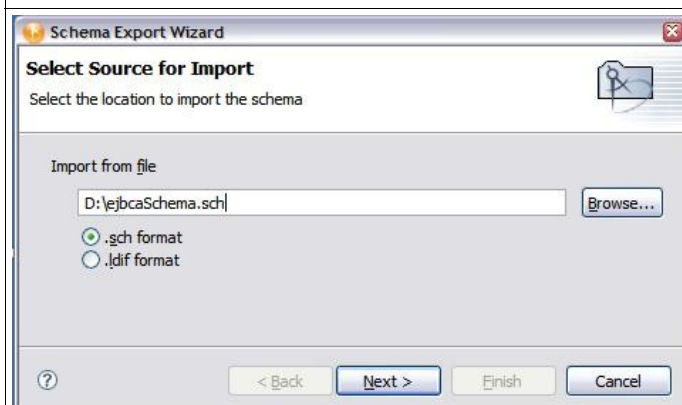 Schema Export Wizard
Select Source for Import
Select the location to import the schema
Import from file
D:\ejbcaSchema.sch
Browse...
.sch format
.ldif format
< Back Next > Finish Cancel